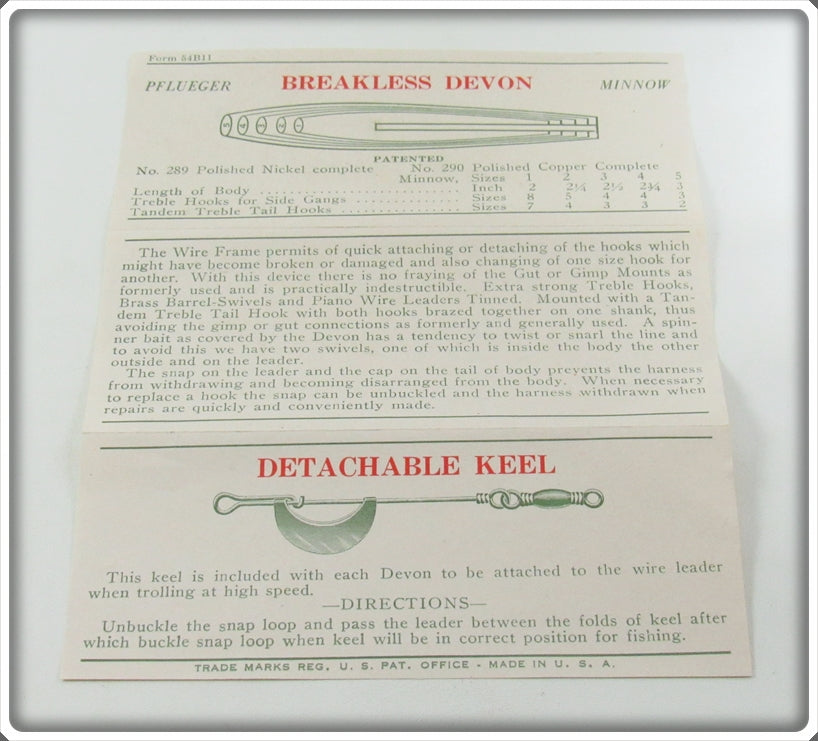 Form 54B11
PFLUEGER BREAKLESS DEVON MINNOW
5 4 3 2 1
PATENTED
No. 289 Polished Nickel complete No. 290 Polished Copper Complete
Minnow, Sizes 1 2 3 4 5
Length of Body .......................... Inch 2 2¼ 2½ 2¾ 3
Treble Hooks for Side Gangs .............. Sizes 8 5 4 4 3
Tandem Treble Tail Hooks ................ Sizes 7 4 3 3 2
The Wire Frame permits of quick attaching or detaching of the hooks which
might have become broken or damaged and also changing of one size hook for
another. With this device there is no fraying of the Gut or Gimp Mounts as
formerly used and is practically indestructible. Extra strong Treble Hooks,
Brass Barrel-Swivels and Piano Wire Leaders Tinned. Mounted with a Tan-
dem Treble Tail Hook with both hooks brazed together on one shank, thus
avoiding the gimp or gut connections as formerly and generally used. A spin-
ner bait as covered by the Devon has a tendency to twist or snarl the line and
to avoid this we have two swivels, one of which is inside the body the other
outside and on the leader.
The snap on the leader and the cap on the tail of body prevents the harness
from withdrawing and becoming disarranged from the body. When necessary
to replace a hook the snap can be unbuckled and the harness withdrawn when
repairs are quickly and conveniently made.
DETACHABLE KEEL
This keel is included with each Devon to be attached to the wire leader
when trolling at high speed.
—DIRECTIONS—
Unbuckle the snap loop and pass the leader between the folds of keel after
which buckle snap loop when keel will be in correct position for fishing.
TRADE MARKS REG. U. S. PAT. OFFICE - MADE IN U. S. A.